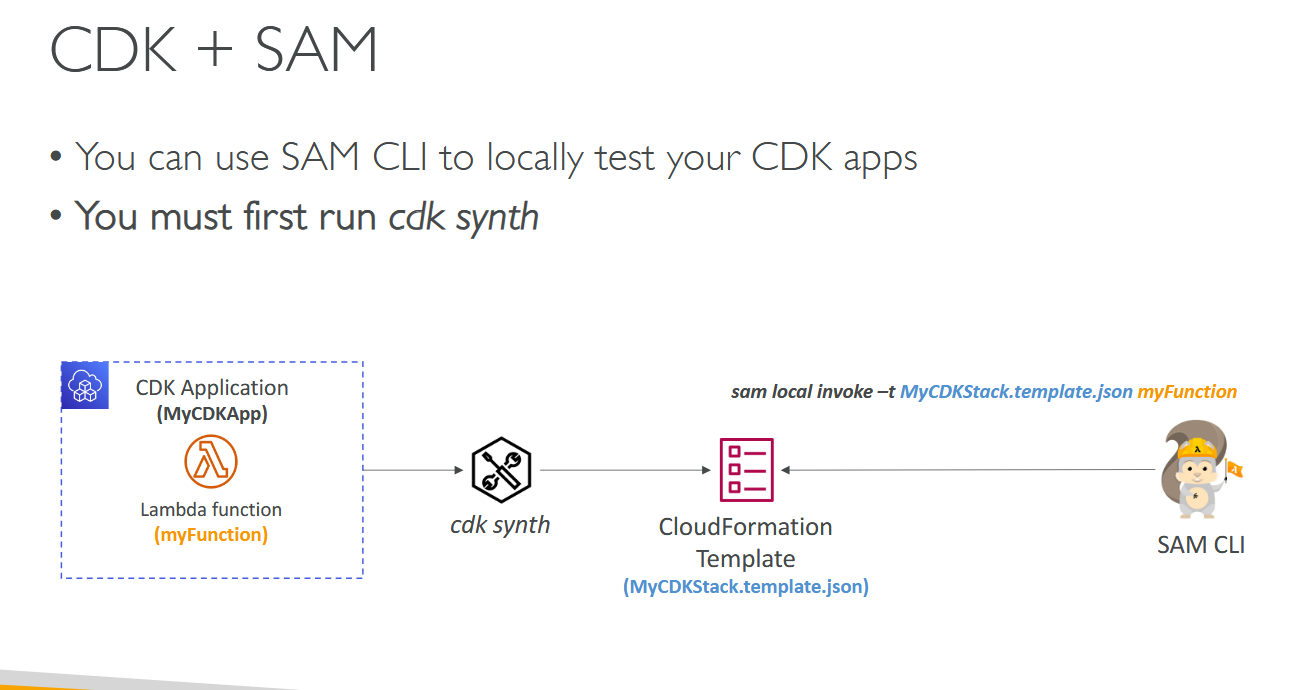 CDK + SAM
• You can use SAM CLI to locally test your CDK apps
• You must first run cdk synth
CDK Application
(MyCDKApp)
Lambda function
(myFunction)
cdk synth
CloudFormation
Template
(MyCDKStack.template.json)
sam local invoke –t MyCDKStack.template.json myFunction
SAM CLI